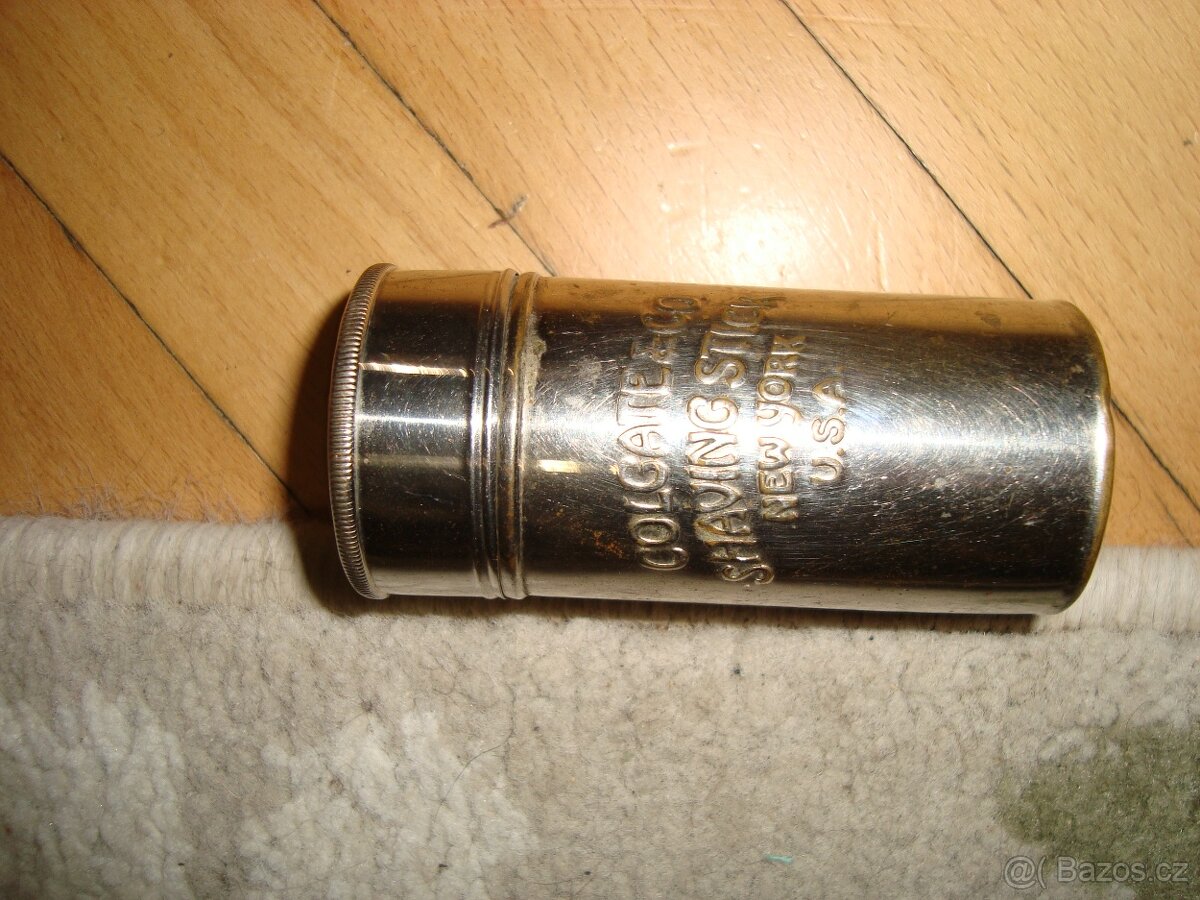 COLGATE & CO
SHAVING STICK
NEW YORK
U.S.A.
@( Bazos.cz